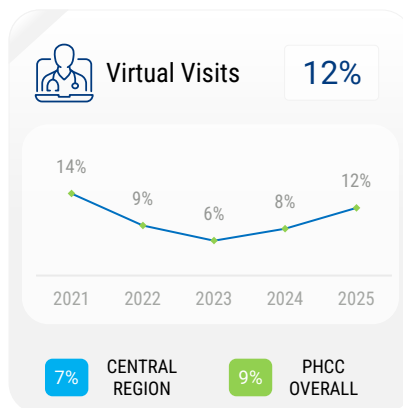 Virtual Visits 12%
14%
9%
6%
8%
12%
2021 2022 2023 2024 2025
7% CENTRAL REGION
9% PHCC OVERALL